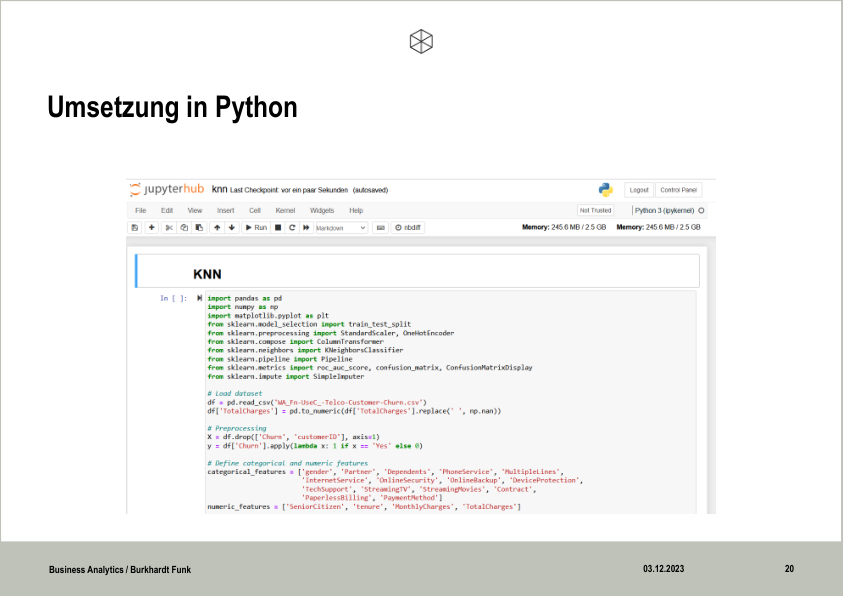 Umsetzung in Python
jupyterhub knn Last Checkpoint: vor ein paar Sekunden (autosaved) Logout Control Panel
File Edit View Insert Cell Kernel Widgets Help Not Trusted Python 3 (ipykernel)
Run Markdown nbdiff Memory: 245.6 MB / 2.5 GB Memory: 245.6 MB / 2.5 GB
KNN
In [ ]: import pandas as pd
import numpy as np
import matplotlib.pyplot as plt
from sklearn.model_selection import train_test_split
from sklearn.preprocessing import StandardScaler, OneHotEncoder
from sklearn.compose import ColumnTransformer
from sklearn.neighbors import KNeighborsClassifier
from sklearn.pipeline import Pipeline
from sklearn.metrics import roc_auc_score, confusion_matrix, ConfusionMatrixDisplay
from sklearn.impute import SimpleImputer
# Load dataset
df = pd.read_csv("WA_Fn-UseC_-Telco-Customer-Churn.csv")
df['TotalCharges'] = pd.to_numeric(df['TotalCharges'].replace(' ', np.nan))
# Preprocessing
X = df.drop(['Churn', 'customerID'], axis=1)
y = df['Churn'].apply(lambda x: 1 if x == 'Yes' else 0)
# Define categorical and numeric features
categorical_features = ['gender', 'Partner', 'Dependents', 'PhoneService', 'MultipleLines',
'InternetService', 'OnlineSecurity', 'OnlineBackup', 'DeviceProtection',
'TechSupport', 'StreamingTV', 'StreamingMovies', 'Contract',
'PaperlessBilling', 'PaymentMethod']
numeric_features = ['SeniorCitizen', 'tenure', 'MonthlyCharges', 'TotalCharges']
Business Analytics / Burkhardt Funk 03.12.2023 20